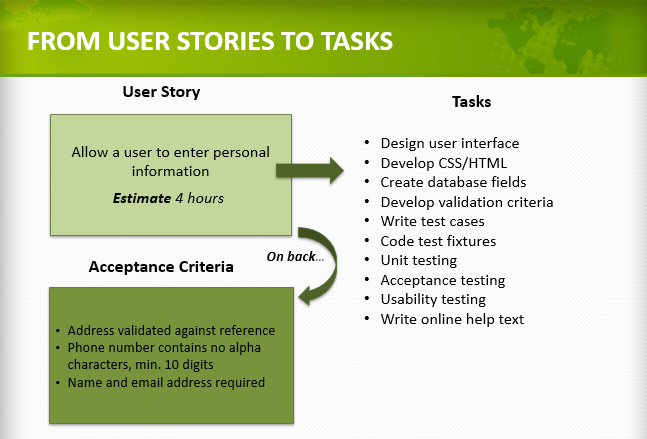 FROM USER STORIES TO TASKS
User Story
Allow a user to enter personal
information
Estimate 4 hours
On back...
Acceptance Criteria
• Address validated against reference
• Phone number contains no alpha
characters, min. 10 digits
• Name and email address required
Tasks
• Design user interface
• Develop CSS/HTML
• Create database fields
• Develop validation criteria
• Write test cases
• Code test fixtures
• Unit testing
• Acceptance testing
• Usability testing
• Write online help text